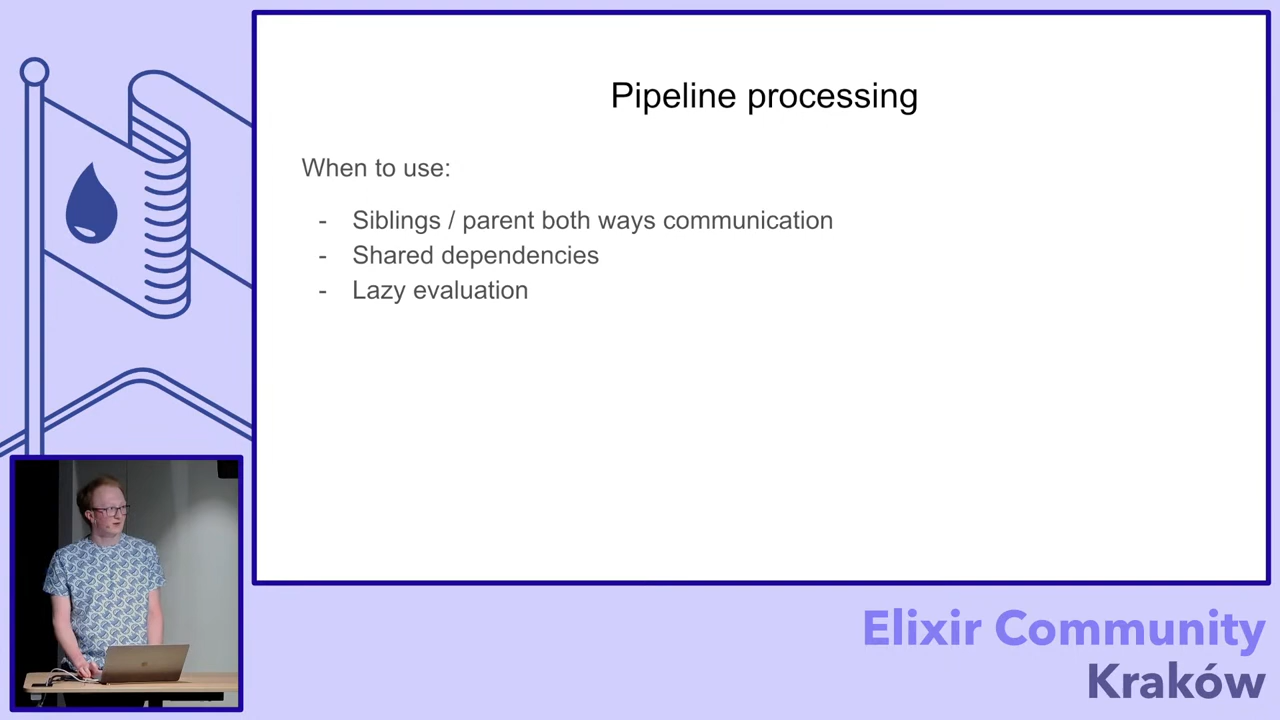 Pipeline processing
When to use:
- Siblings / parent both ways communication
- Shared dependencies
- Lazy evaluation
Elixir Community
Kraków